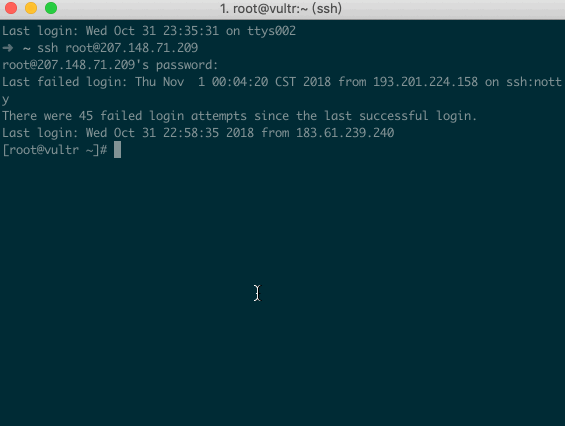 1. root@vultr:~ (ssh)
Last login: Wed Oct 31 23:35:31 on ttys002
➜  ~ ssh root@207.148.71.209
root@207.148.71.209's password:
Last failed login: Thu Nov  1 00:04:20 CST 2018 from 193.201.224.158 on ssh:nott
y
There were 45 failed login attempts since the last successful login.
Last login: Wed Oct 31 22:58:35 2018 from 183.61.239.240
[root@vultr ~]#